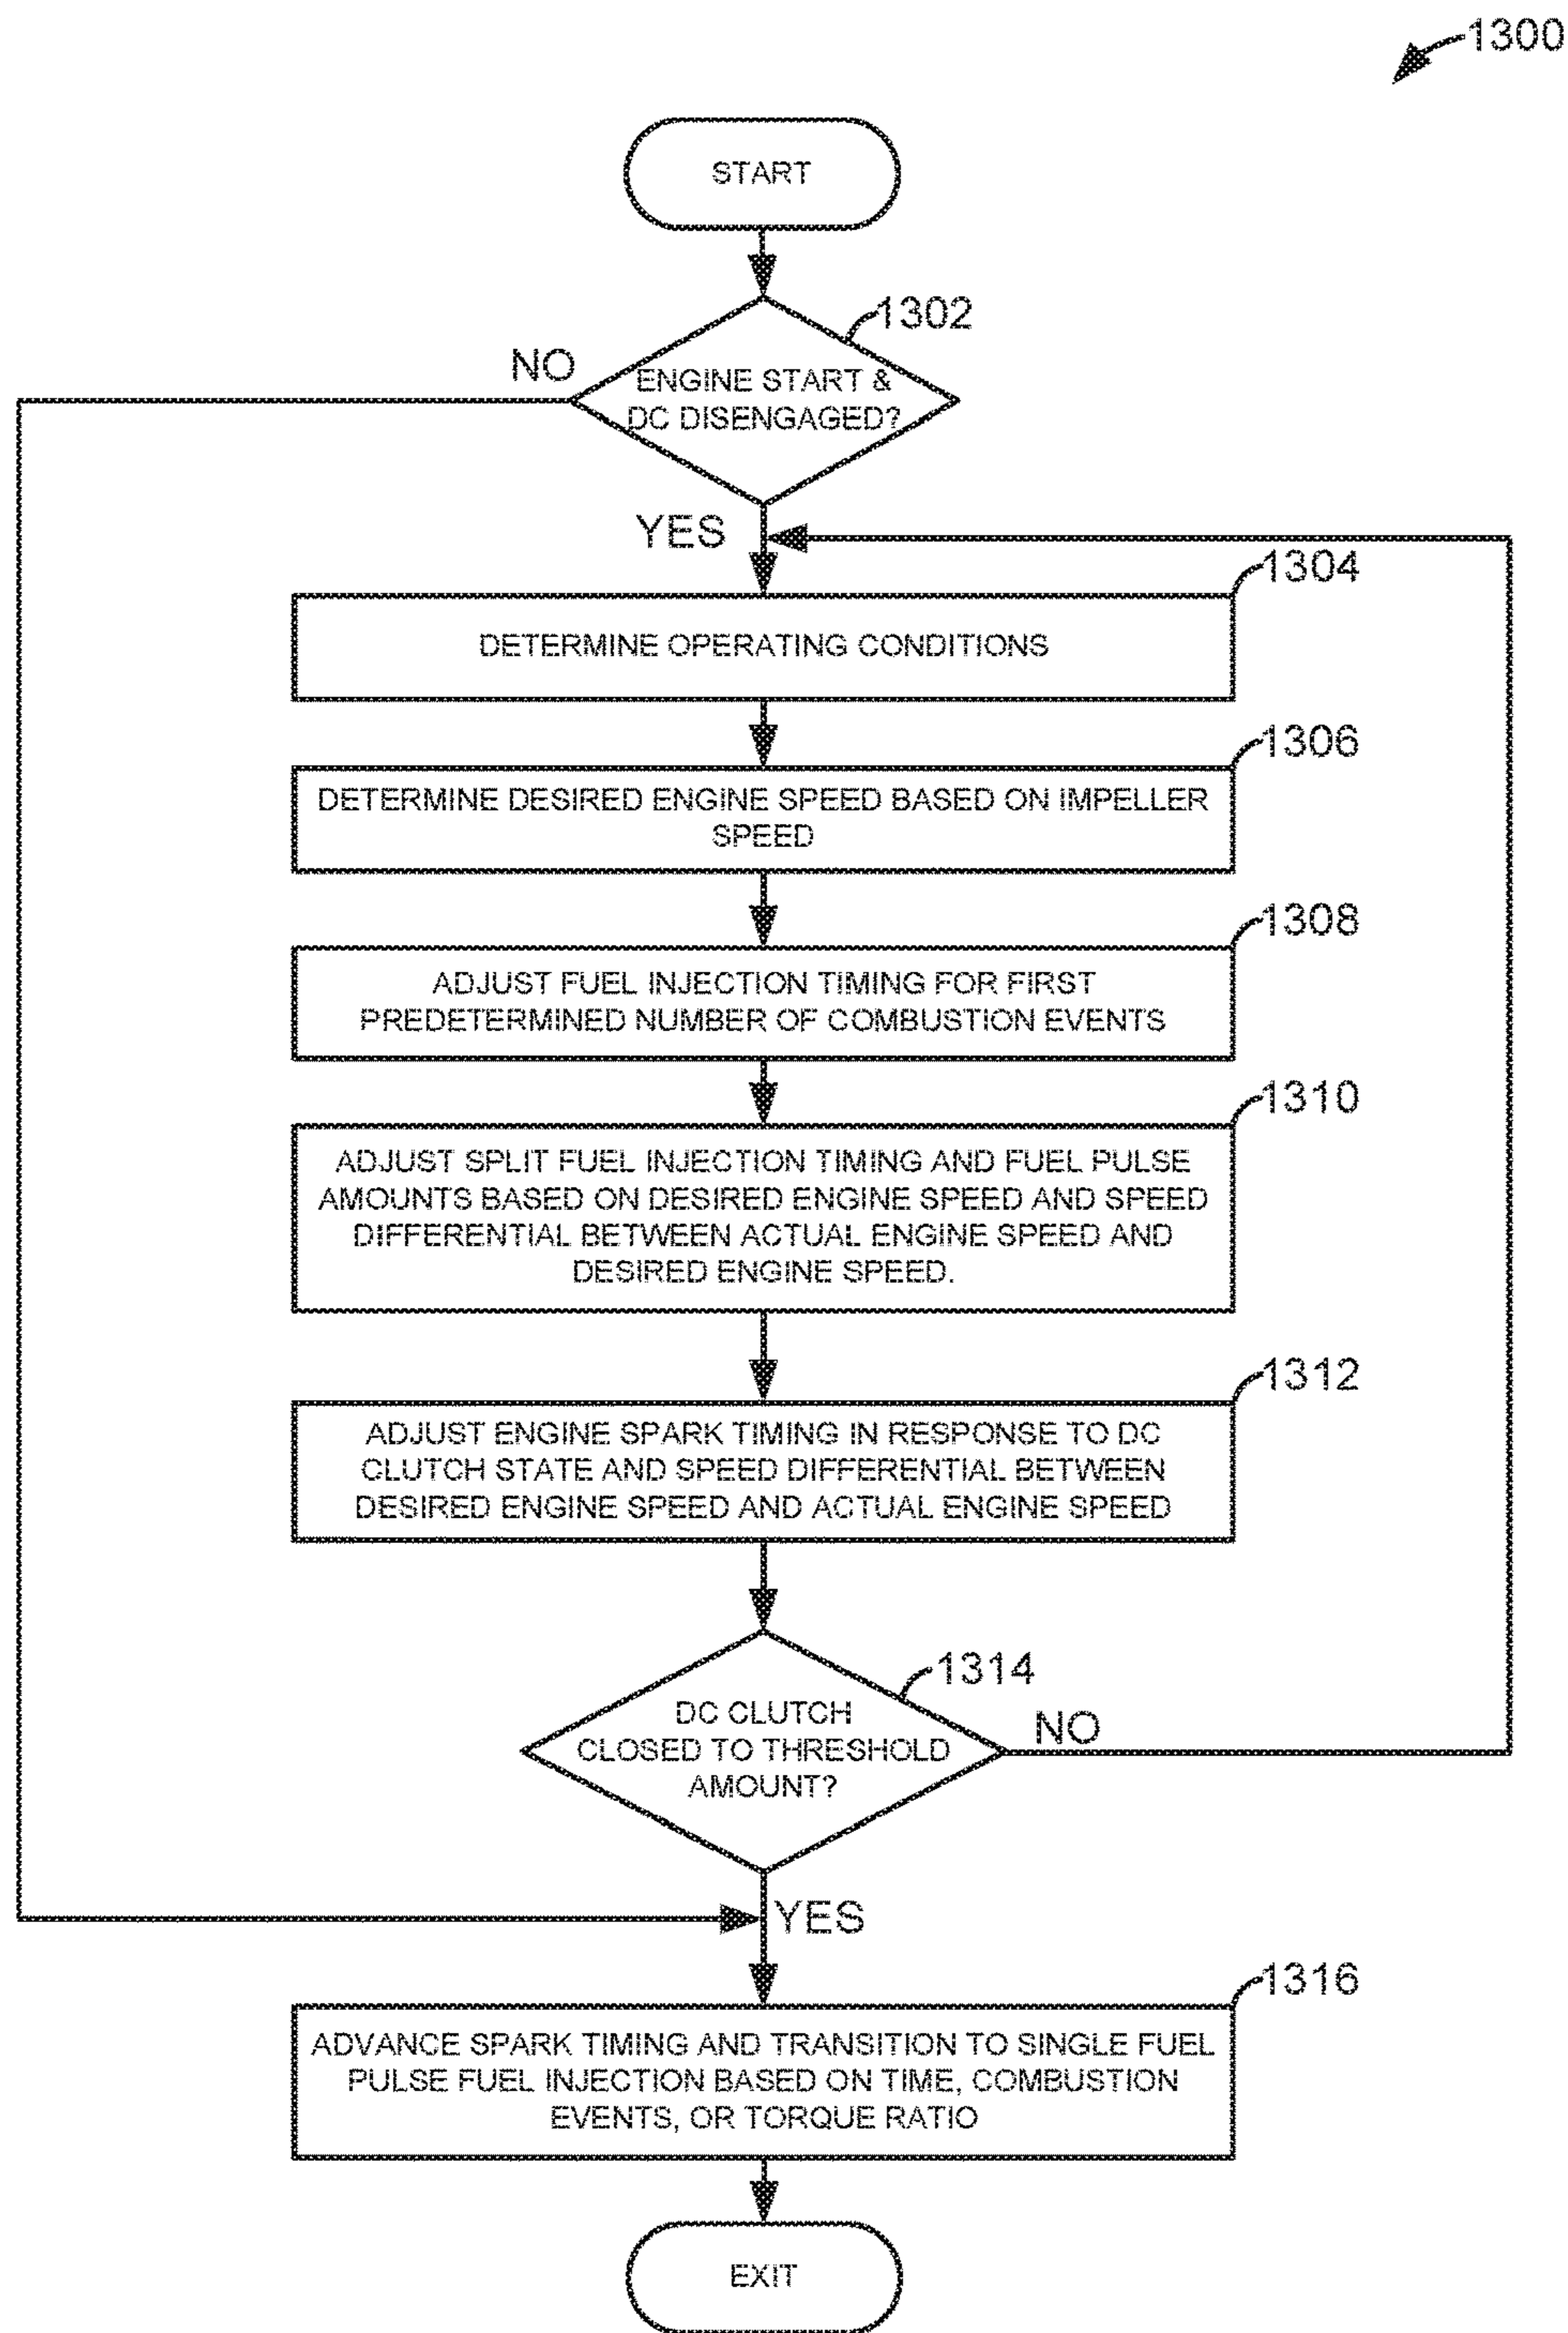 1300
START
1302
NO
ENGINE START &
DC DISENGAGED?
YES
1304
DETERMINE OPERATING CONDITIONS
1306
DETERMINE DESIRED ENGINE SPEED BASED ON IMPELLER
SPEED
1308
ADJUST FUEL INJECTION TIMING FOR FIRST
PREDETERMINED NUMBER OF COMBUSTION EVENTS
1310
ADJUST SPLIT FUEL INJECTION TIMING AND FUEL PULSE
AMOUNTS BASED ON DESIRED ENGINE SPEED AND SPEED
DIFFERENTIAL BETWEEN ACTUAL ENGINE SPEED AND
DESIRED ENGINE SPEED.
1312
ADJUST ENGINE SPARK TIMING IN RESPONSE TO DC
CLUTCH STATE AND SPEED DIFFERENTIAL BETWEEN
DESIRED ENGINE SPEED AND ACTUAL ENGINE SPEED
1314
DC CLUTCH
CLOSED TO THRESHOLD
AMOUNT?
NO
YES
1316
ADVANCE SPARK TIMING AND TRANSITION TO SINGLE FUEL
PULSE FUEL INJECTION BASED ON TIME, COMBUSTION
EVENTS, OR TORQUE RATIO
EXIT